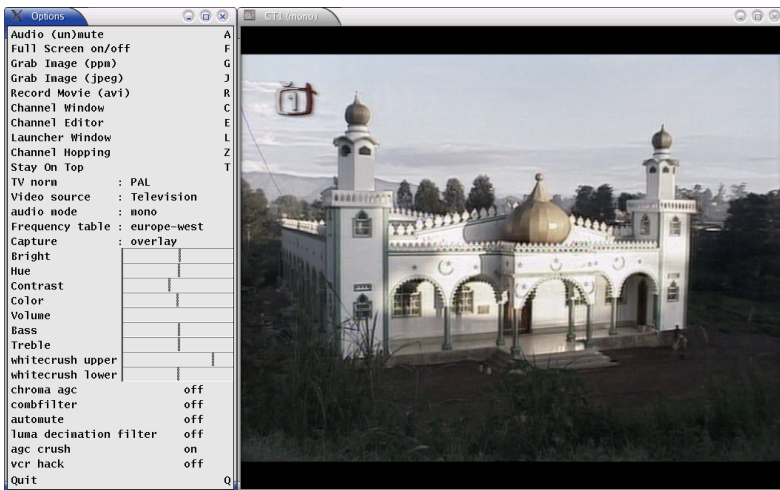 Options
Audio (un)mute A
Full Screen on/off F
Grab Image (ppm) G
Grab Image (jpeg) J
Record Movie (avi) R
Channel Window C
Channel Editor E
Launcher Window L
Channel Hopping Z
Stay On Top T
TV norm : PAL
Video source : Television
audio mode : mono
Frequency table : europe-west
Capture : overlay
Bright
Hue
Contrast
Color
Volume
Bass
Treble
whitecrush upper
whitecrush lower
chroma agc off
combfilter off
automute off
luma decimation filter off
agc crush on
vcr hack off
Quit Q
CT1 (mono)
1